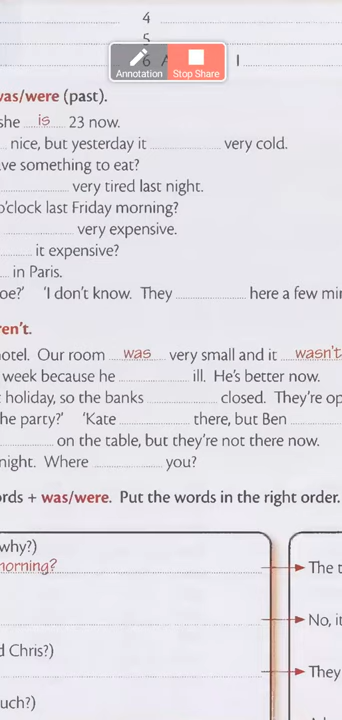 4
5
Annotation Stop Share
6 A I
was/were (past).
she is 23 now.
nice, but yesterday it very cold.
ave something to eat?
very tired last night.
o'clock last Friday morning?
very expensive.
it expensive?
in Paris.
oe?' 'I don't know. They here a few min
ren't.
hotel. Our room was very small and it wasn't
week because he ill. He's better now.
holiday, so the banks closed. They're op
he party?' 'Kate there, but Ben
on the table, but they're not there now.
night. Where you?
ords + was/were. Put the words in the right order.
why?)
morning?
The t
No, it
d Chris?)
They
uch?)